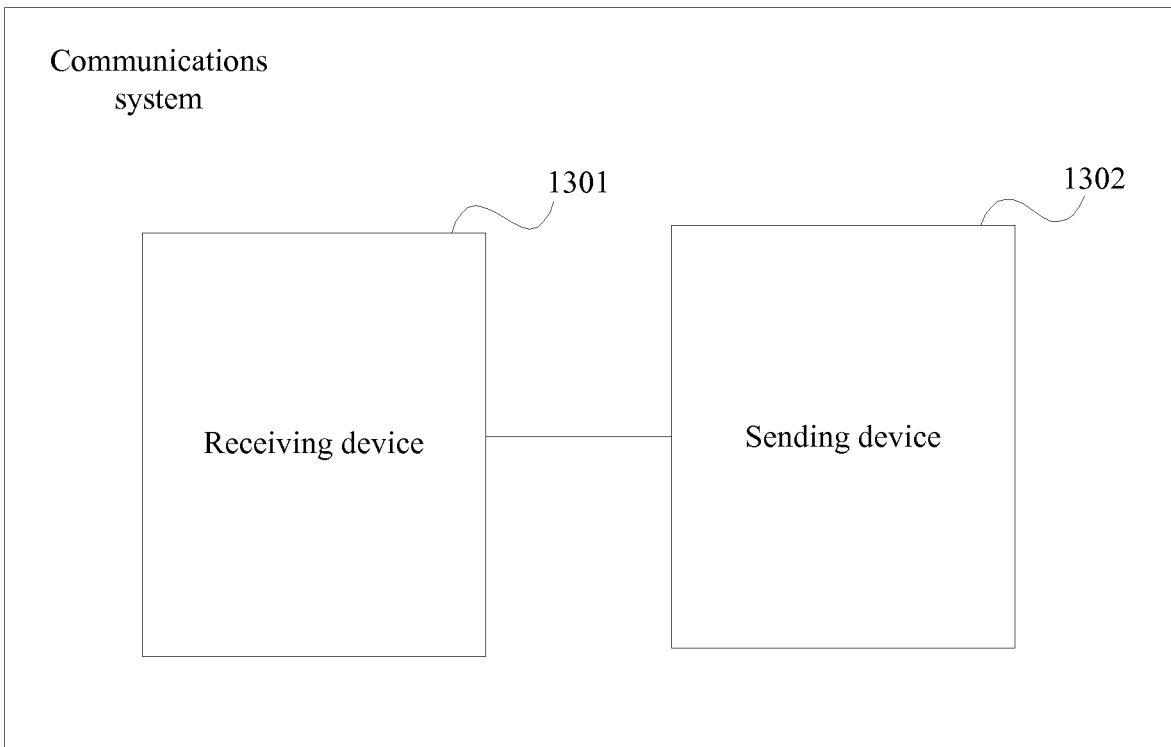 Communications
system
1301
1302
Receiving device
Sending device